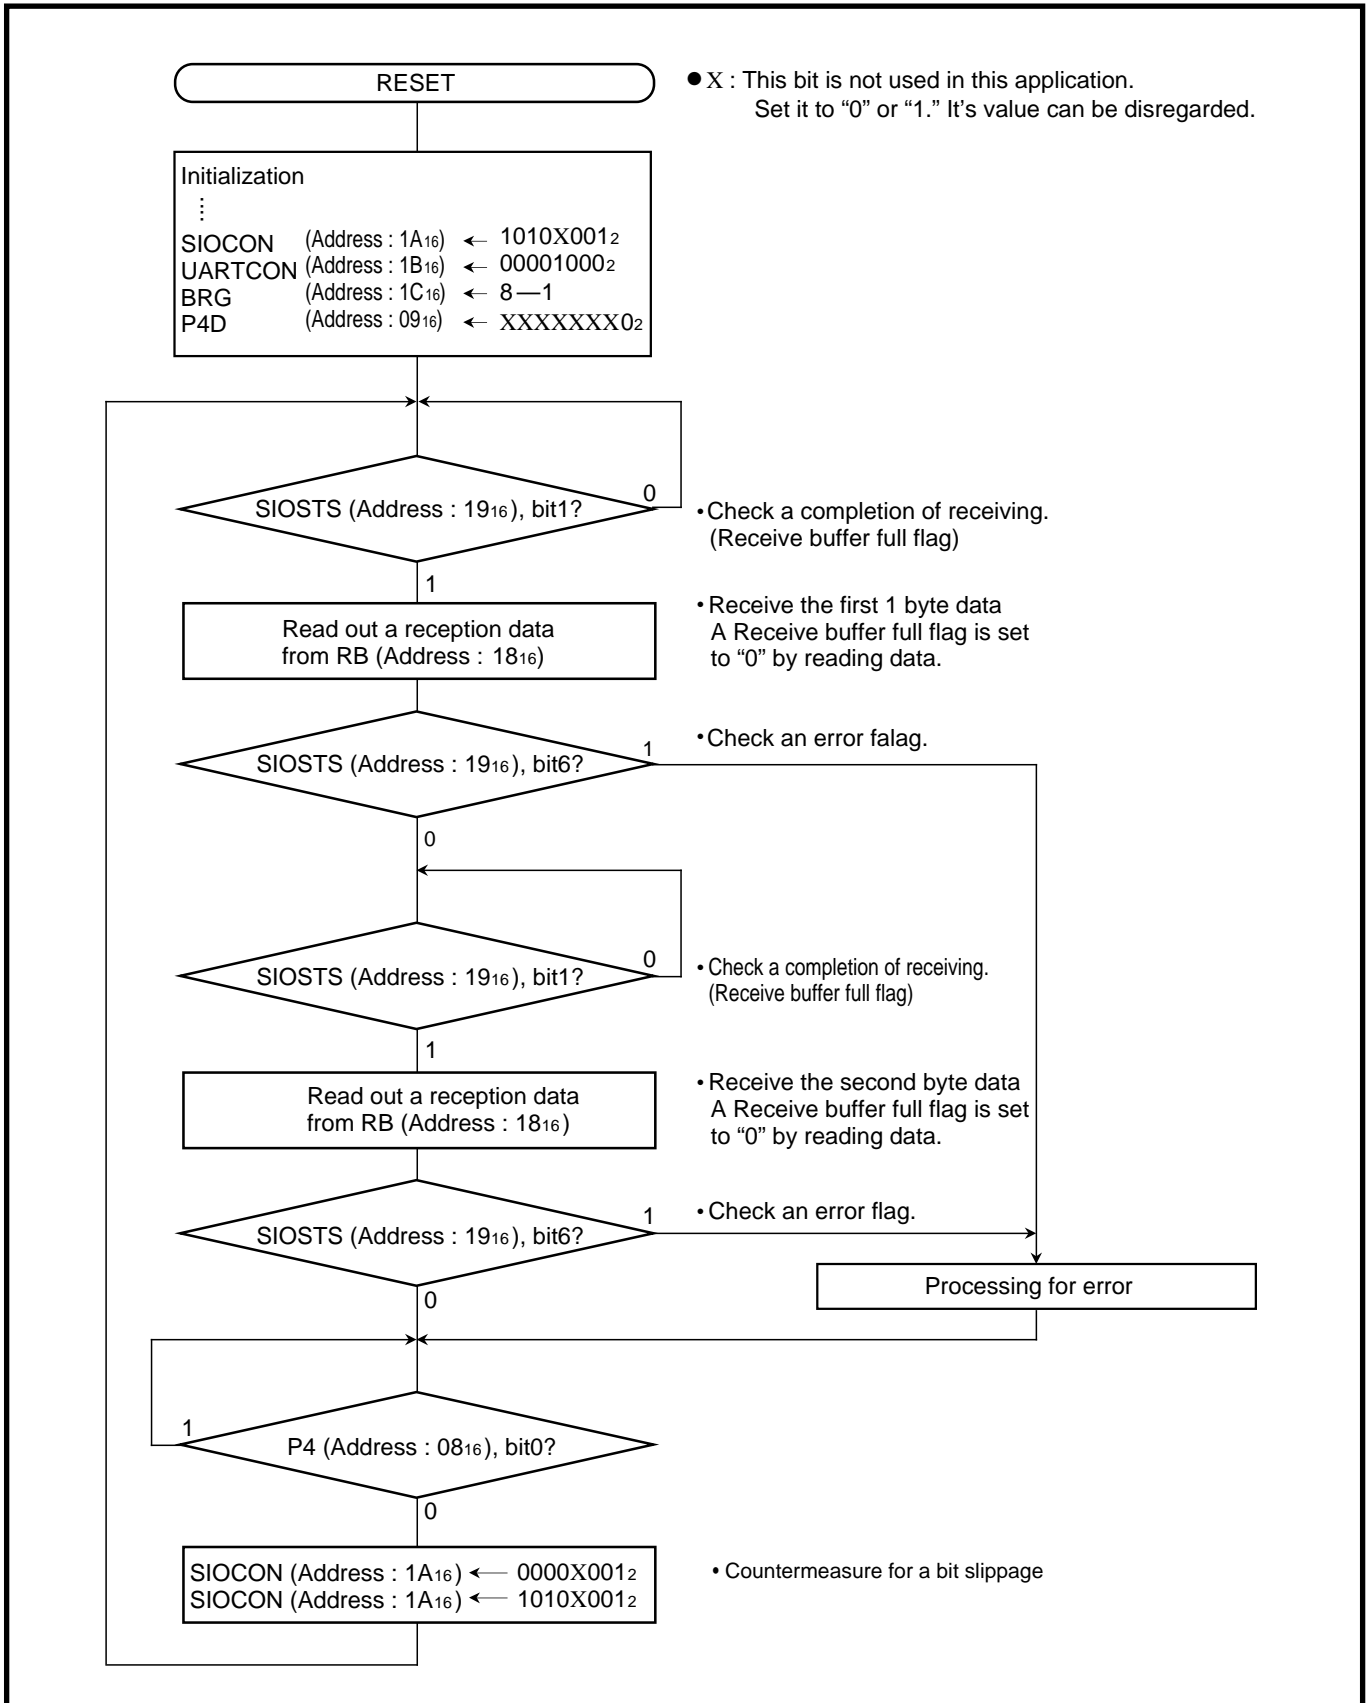 RESET
● X : This bit is not used in this application.
Set it to “0” or “1.” It’s value can be disregarded.
Initialization
SIOCON (Address : 1A16) ← 1010X0012
UARTCON (Address : 1B16) ← 000010002
BRG (Address : 1C16) ← 8—1
P4D (Address : 0916) ← XXXXXXX02
SIOSTS (Address : 1916), bit1?
0
• Check a completion of receiving.
(Receive buffer full flag)
1
Read out a reception data
from RB (Address : 1816)
• Receive the first 1 byte data
A Receive buffer full flag is set
to “0” by reading data.
SIOSTS (Address : 1916), bit6?
1
• Check an error falag.
0
SIOSTS (Address : 1916), bit1?
0
• Check a completion of receiving.
(Receive buffer full flag)
1
Read out a reception data
from RB (Address : 1816)
• Receive the second byte data
A Receive buffer full flag is set
to “0” by reading data.
SIOSTS (Address : 1916), bit6?
1
• Check an error flag.
Processing for error
0
1
P4 (Address : 0816), bit0?
0
SIOCON (Address : 1A16) ← 0000X0012
SIOCON (Address : 1A16) ← 1010X0012
• Countermeasure for a bit slippage